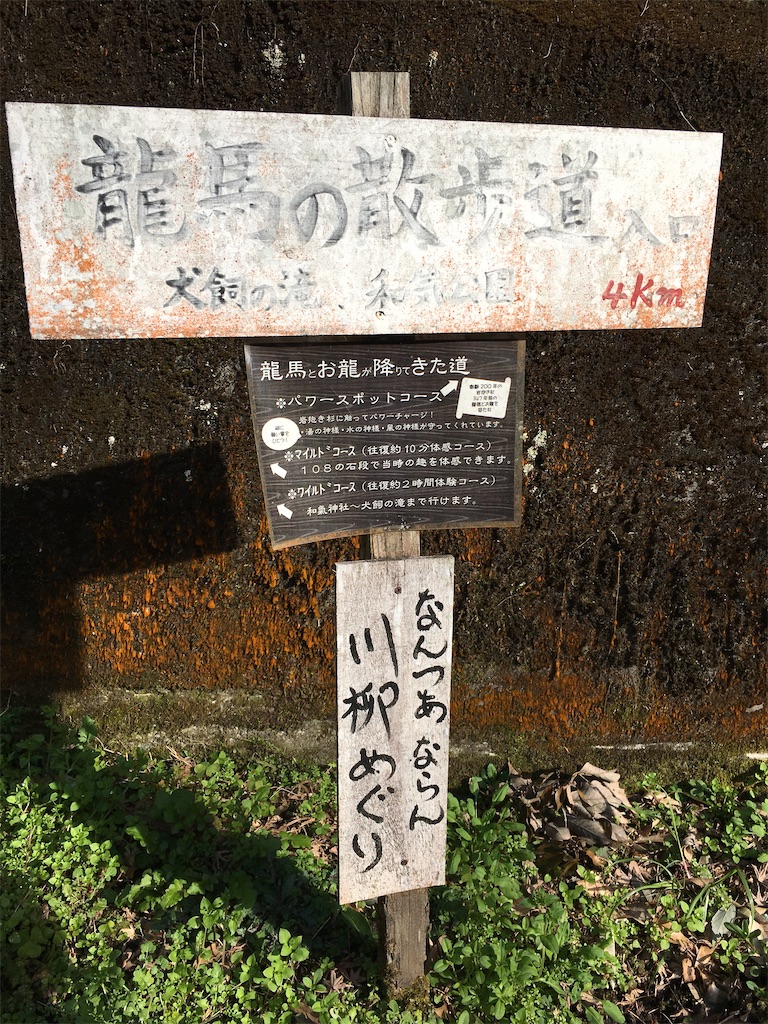 龍馬の散歩道入口
犬飼の滝、和気公園
4Km
龍馬とお龍が降りてきた道
※パワースポットコース
岩抱き杉に触ってパワーチャージ!
・湯の神様・水の神様・風の神様が守ってくれています。
※マイルドコース(往復約10分体感コース)
108の石段で当時の趣を体感できます。
※ワイルドコース(往復約2時間体験コース)
和氣神社〜犬飼の滝まで行けます。
なんつあ ならん
川柳めぐり